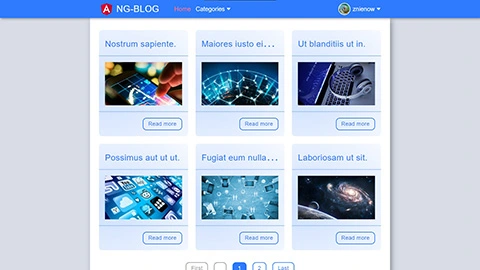 NG-BLOG Home Categories znienow
Nostrum sapiente. Maiores iusto ei... Ut blanditiis ut in.
Read more Read more Read more
Possimus aut ut ut. Fugiat eum nulla... Laboriosam ut sit.
Read more Read more Read more
First ... 1 2 Last